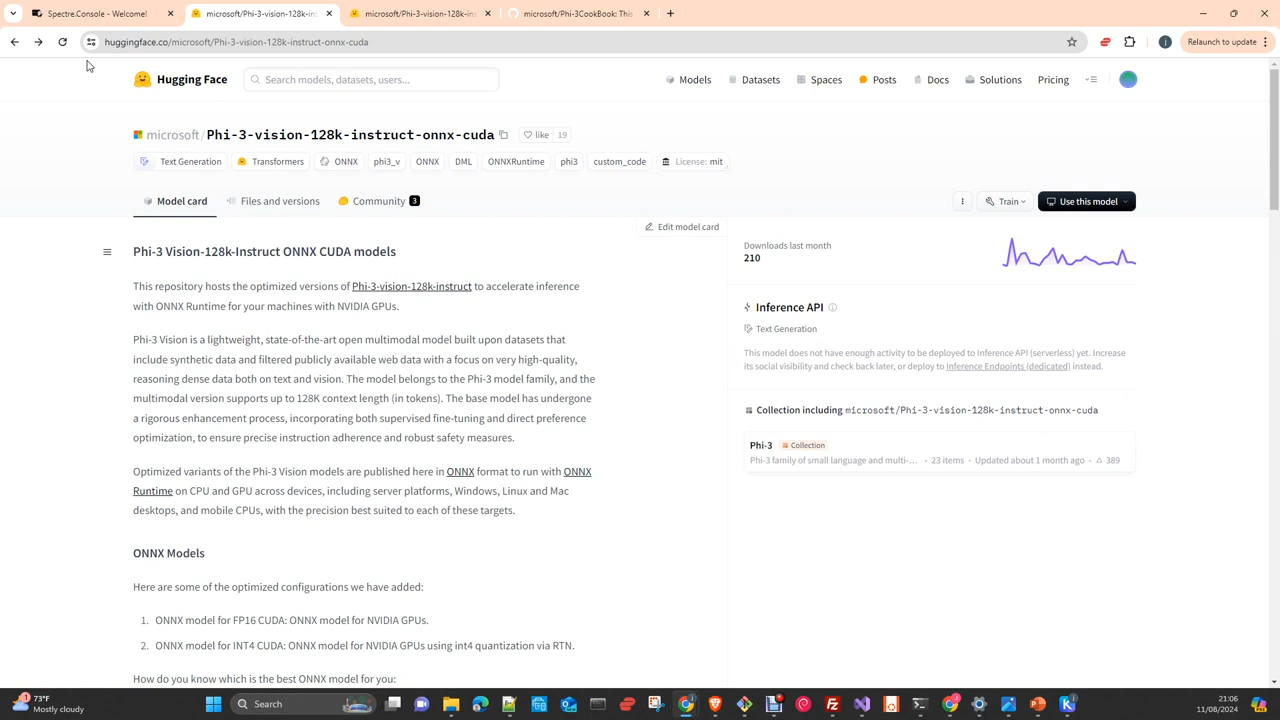 Spectre.Console - Welcome!
microsoft/Phi-3-vision-128k-in
microsoft/Phi-3-vision-128k-ins
microsoft/Phi-3CookBook: This
huggingface.co/microsoft/Phi-3-vision-128k-instruct-onnx-cuda
Relaunch to update
Hugging Face
Search models, datasets, users...
Models
Datasets
Spaces
Posts
Docs
Solutions
Pricing
microsoft/Phi-3-vision-128k-instruct-onnx-cuda
like 19
Text Generation
Transformers
ONNX
phi3_v
ONNX
DML
ONNXRuntime
phi3
custom_code
License: mit
Model card
Files and versions
Community 3
Train
Use this model
Edit model card
Phi-3 Vision-128k-Instruct ONNX CUDA models
This repository hosts the optimized versions of Phi-3-vision-128k-instruct to accelerate inference
with ONNX Runtime for your machines with NVIDIA GPUs.
Phi-3 Vision is a lightweight, state-of-the-art open multimodal model built upon datasets that
include synthetic data and filtered publicly available web data with a focus on very high-quality,
reasoning dense data both on text and vision. The model belongs to the Phi-3 model family, and the
multimodal version supports up to 128K context length (in tokens). The base model has undergone
a rigorous enhancement process, incorporating both supervised fine-tuning and direct preference
optimization, to ensure precise instruction adherence and robust safety measures.
Optimized variants of the Phi-3 Vision models are published here in ONNX format to run with ONNX
Runtime on CPU and GPU across devices, including server platforms, Windows, Linux and Mac
desktops, and mobile CPUs, with the precision best suited to each of these targets.
ONNX Models
Here are some of the optimized configurations we have added:
1. ONNX model for FP16 CUDA: ONNX model for NVIDIA GPUs.
2. ONNX model for INT4 CUDA: ONNX model for NVIDIA GPUs using int4 quantization via RTN.
How do you know which is the best ONNX model for you:
Downloads last month
210
Inference API
Text Generation
This model does not have enough activity to be deployed to Inference API (serverless) yet. Increase
its social visibility and check back later, or deploy to Inference Endpoints (dedicated) instead.
Collection including microsoft/Phi-3-vision-128k-instruct-onnx-cuda
Phi-3 Collection
Phi-3 family of small language and multi-... • 23 items • Updated about 1 month ago • 389
1
73°F
Mostly cloudy
Search
21:06
11/08/2024